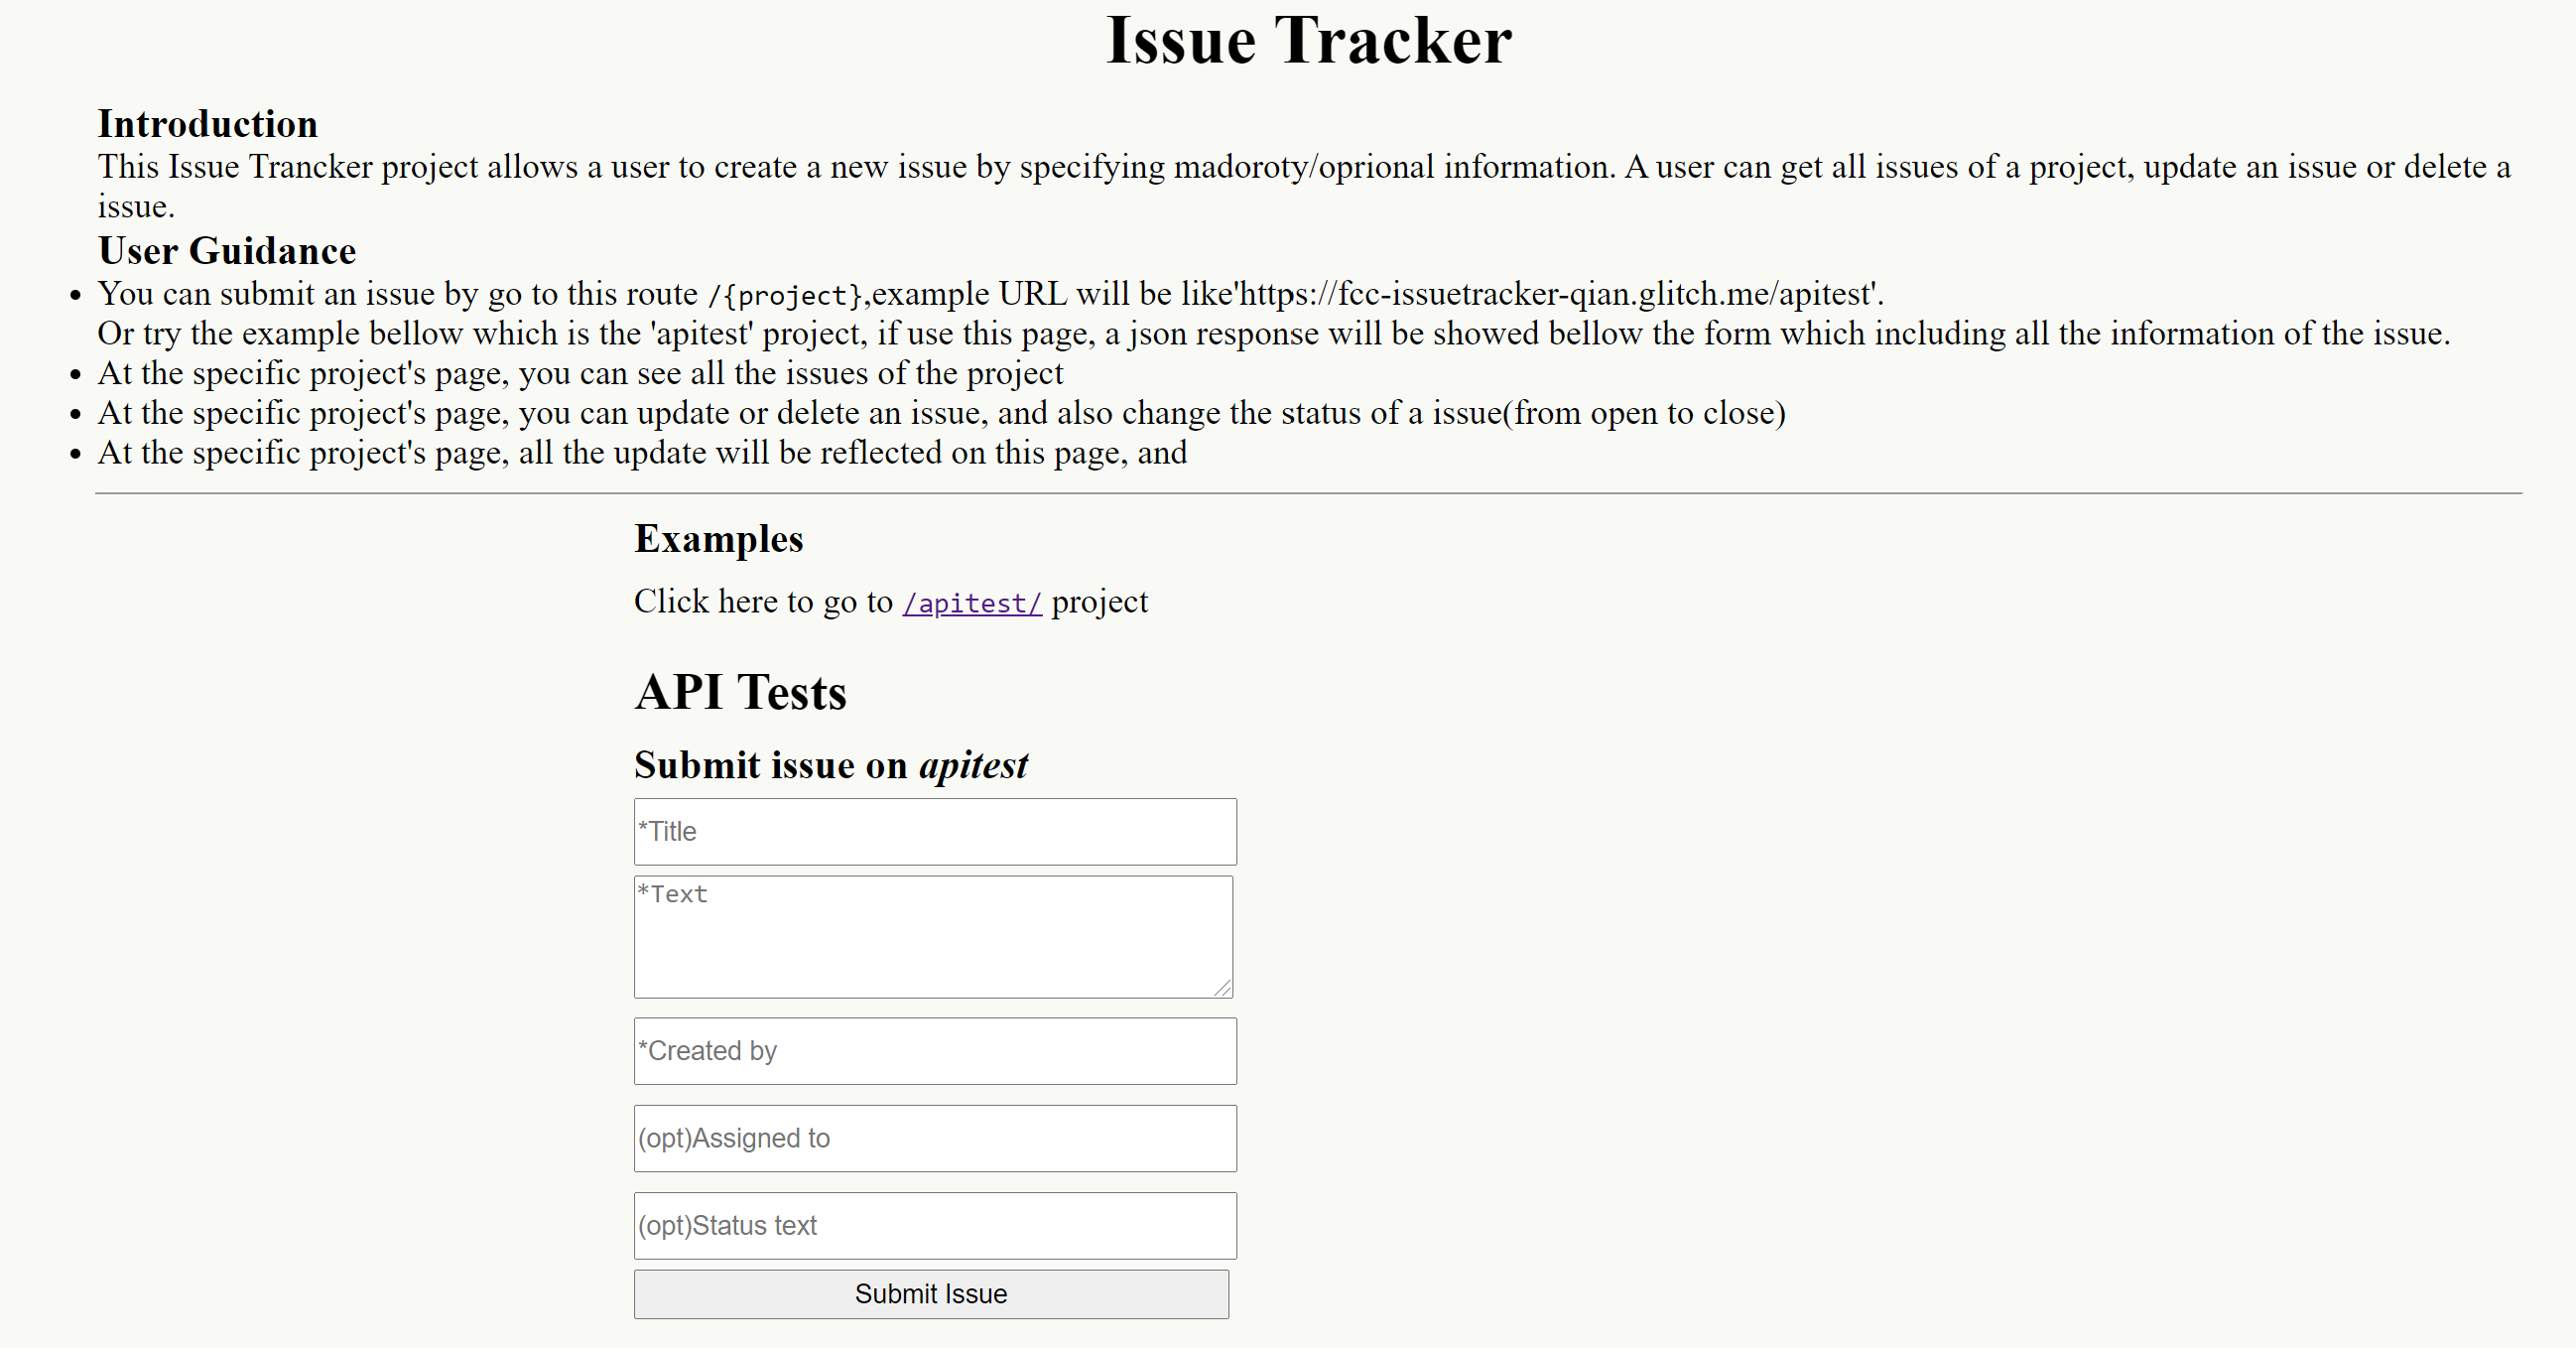 Issue Tracker
Introduction
This Issue Trancker project allows a user to create a new issue by specifying madoroty/oprional information. A user can get all issues of a project, update an issue or delete a
issue.
User Guidance
You can submit an issue by go to this route /{project},example URL will be like'https://fcc-issuetracker-qian.glitch.me/apitest'.
Or try the example bellow which is the 'apitest' project, if use this page, a json response will be showed bellow the form which including all the information of the issue.
At the specific project's page, you can see all the issues of the project
At the specific project's page, you can update or delete an issue, and also change the status of a issue(from open to close)
At the specific project's page, all the update will be reflected on this page, and
Examples
Click here to go to /apitest/ project
API Tests
Submit issue on apitest
*Title
*Text
*Created by
(opt)Assigned to
(opt)Status text
Submit Issue